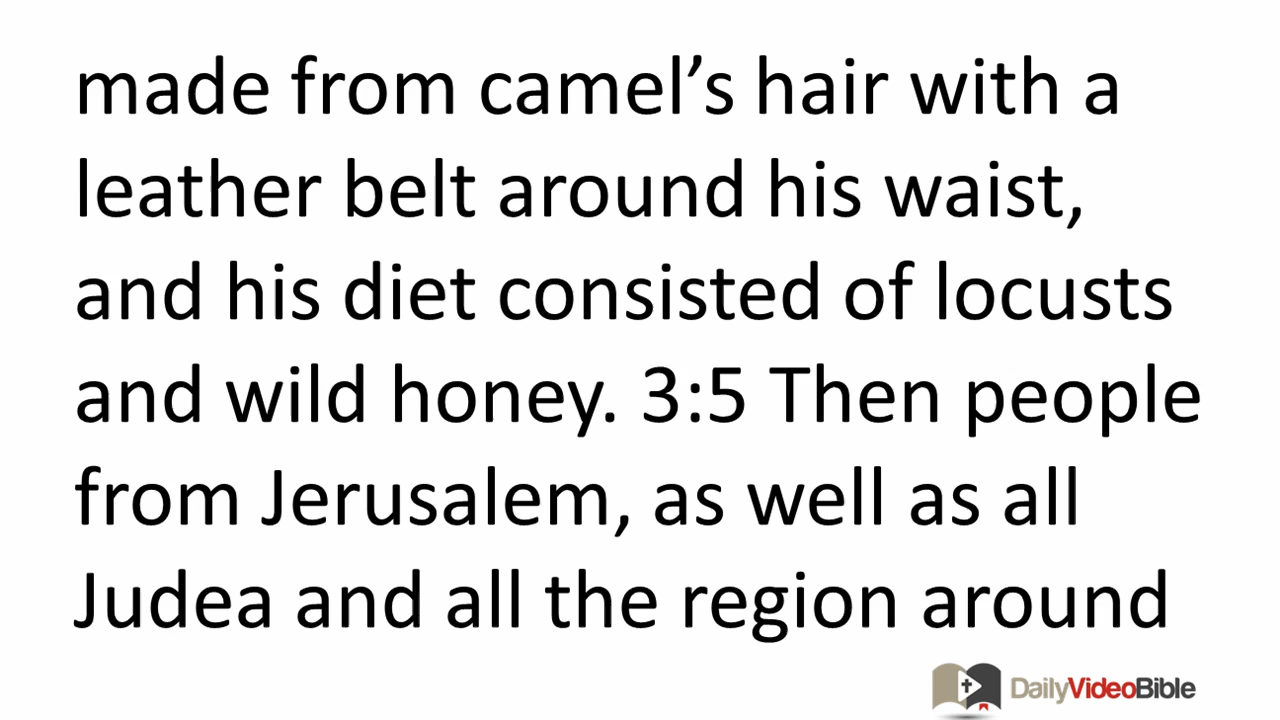 made from camel’s hair with a
leather belt around his waist,
and his diet consisted of locusts
and wild honey. 3:5 Then people
from Jerusalem, as well as all
Judea and all the region around
DailyVideoBible